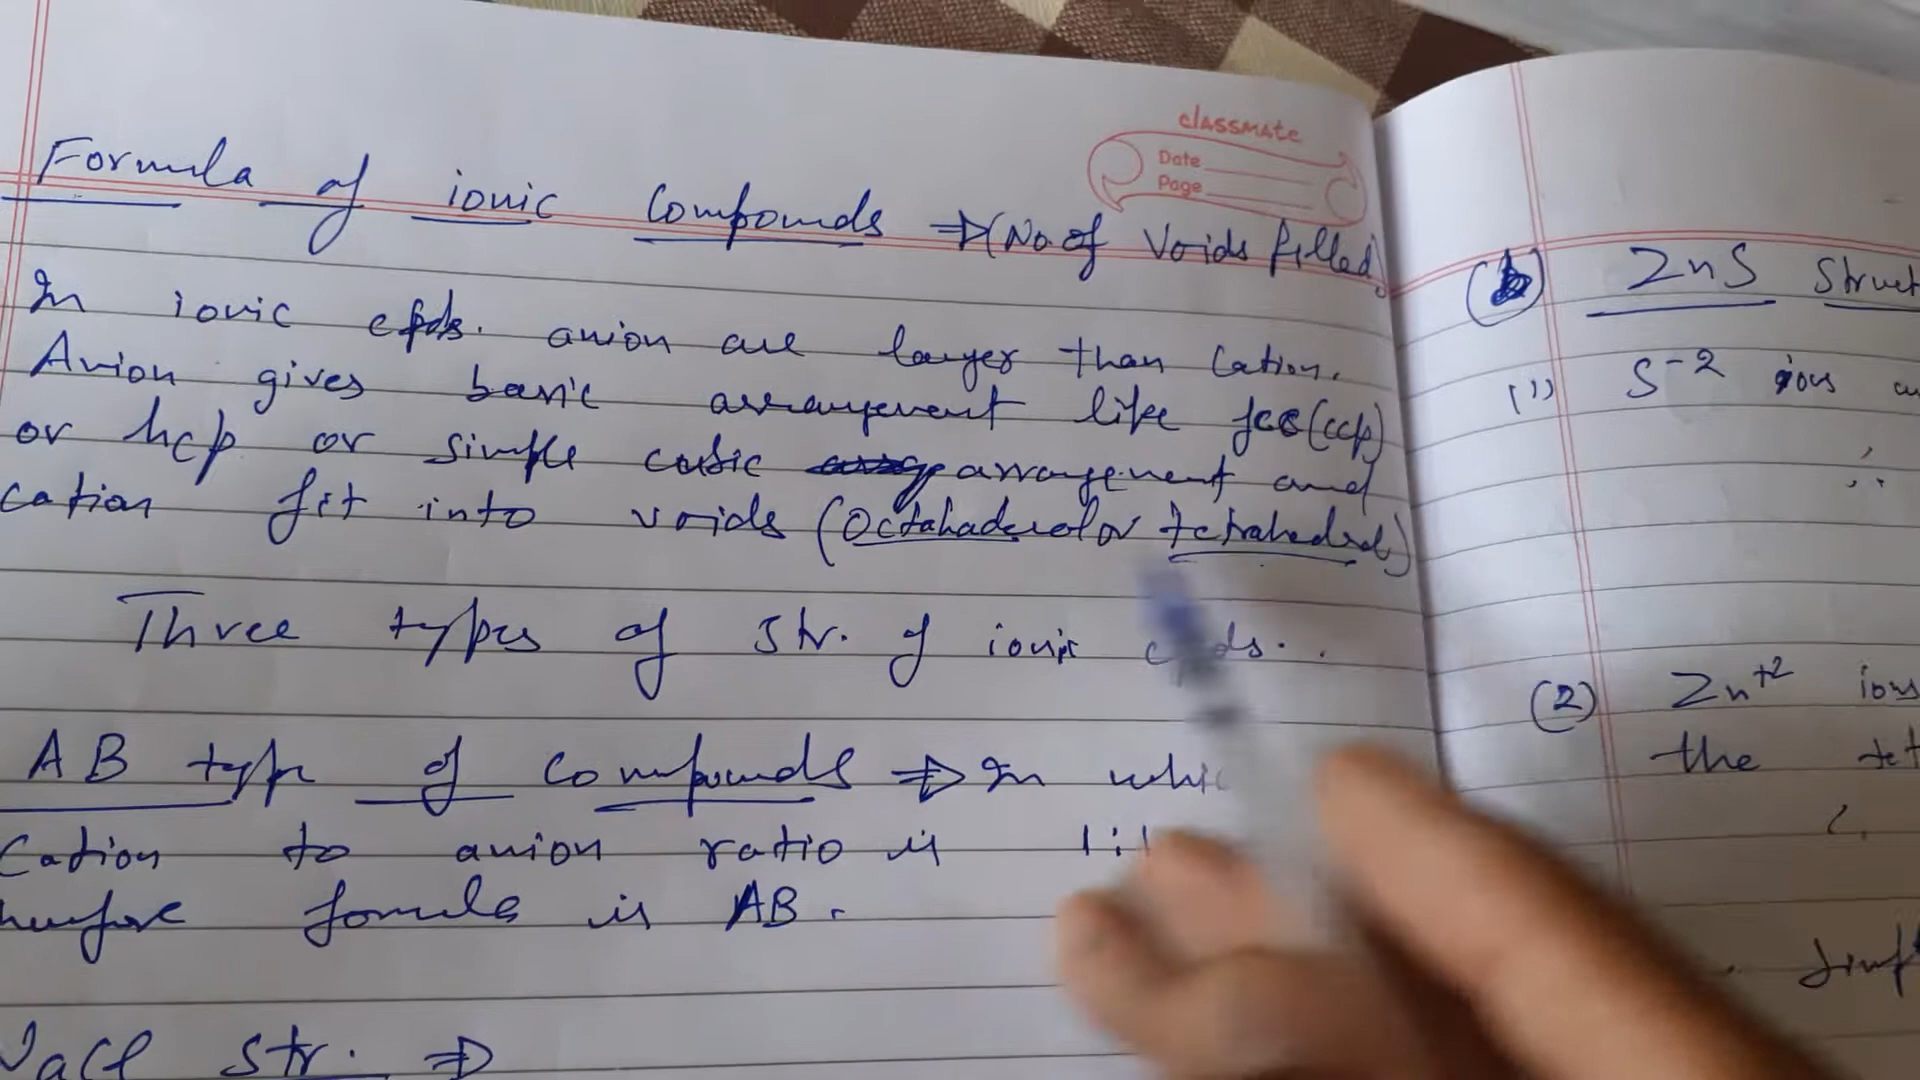 classmate
Date
Page
Formula of ionic Compounds ⇒ (No. of Voids filled)
In ionic cpds. anion are larger than Cation.
Anion gives basic arrangement like fcc (ccp)
or hcp or simple cubic arrangement and
cation fit into voids (Octahaderal or tetrahedral)
Three types of Str. of ionic cpds.
AB type of Compounds ⇒ In
Cation to anion ratio is
formula is AB.
Str. ⇒
ZnS
(1) S-2 ions
∴
(2) Zn+2 ions
the